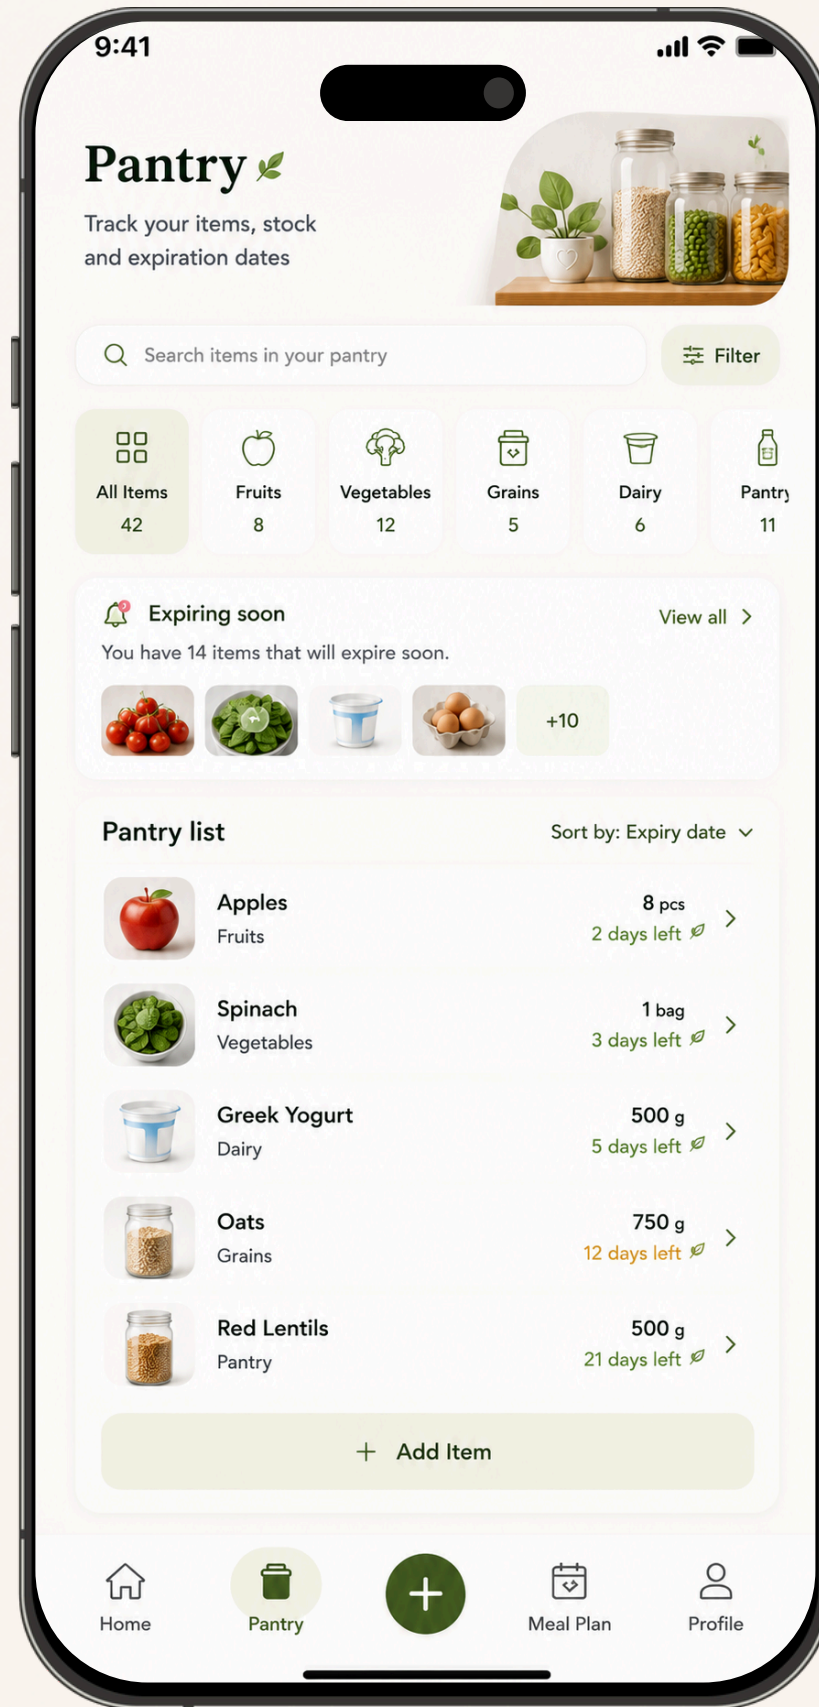 9:41
Pantry
Track your items, stock
and expiration dates
Search items in your pantry
Filter
All Items
42
Fruits
8
Vegetables
12
Grains
5
Dairy
6
Pantry
11
Expiring soon
View all
You have 14 items that will expire soon.
+10
Pantry list
Sort by: Expiry date
Apples
8 pcs
Fruits
2 days left
Spinach
1 bag
Vegetables
3 days left
Greek Yogurt
500 g
Dairy
5 days left
Oats
750 g
Grains
12 days left
Red Lentils
500 g
Pantry
21 days left
+ Add Item
Home
Pantry
Meal Plan
Profile